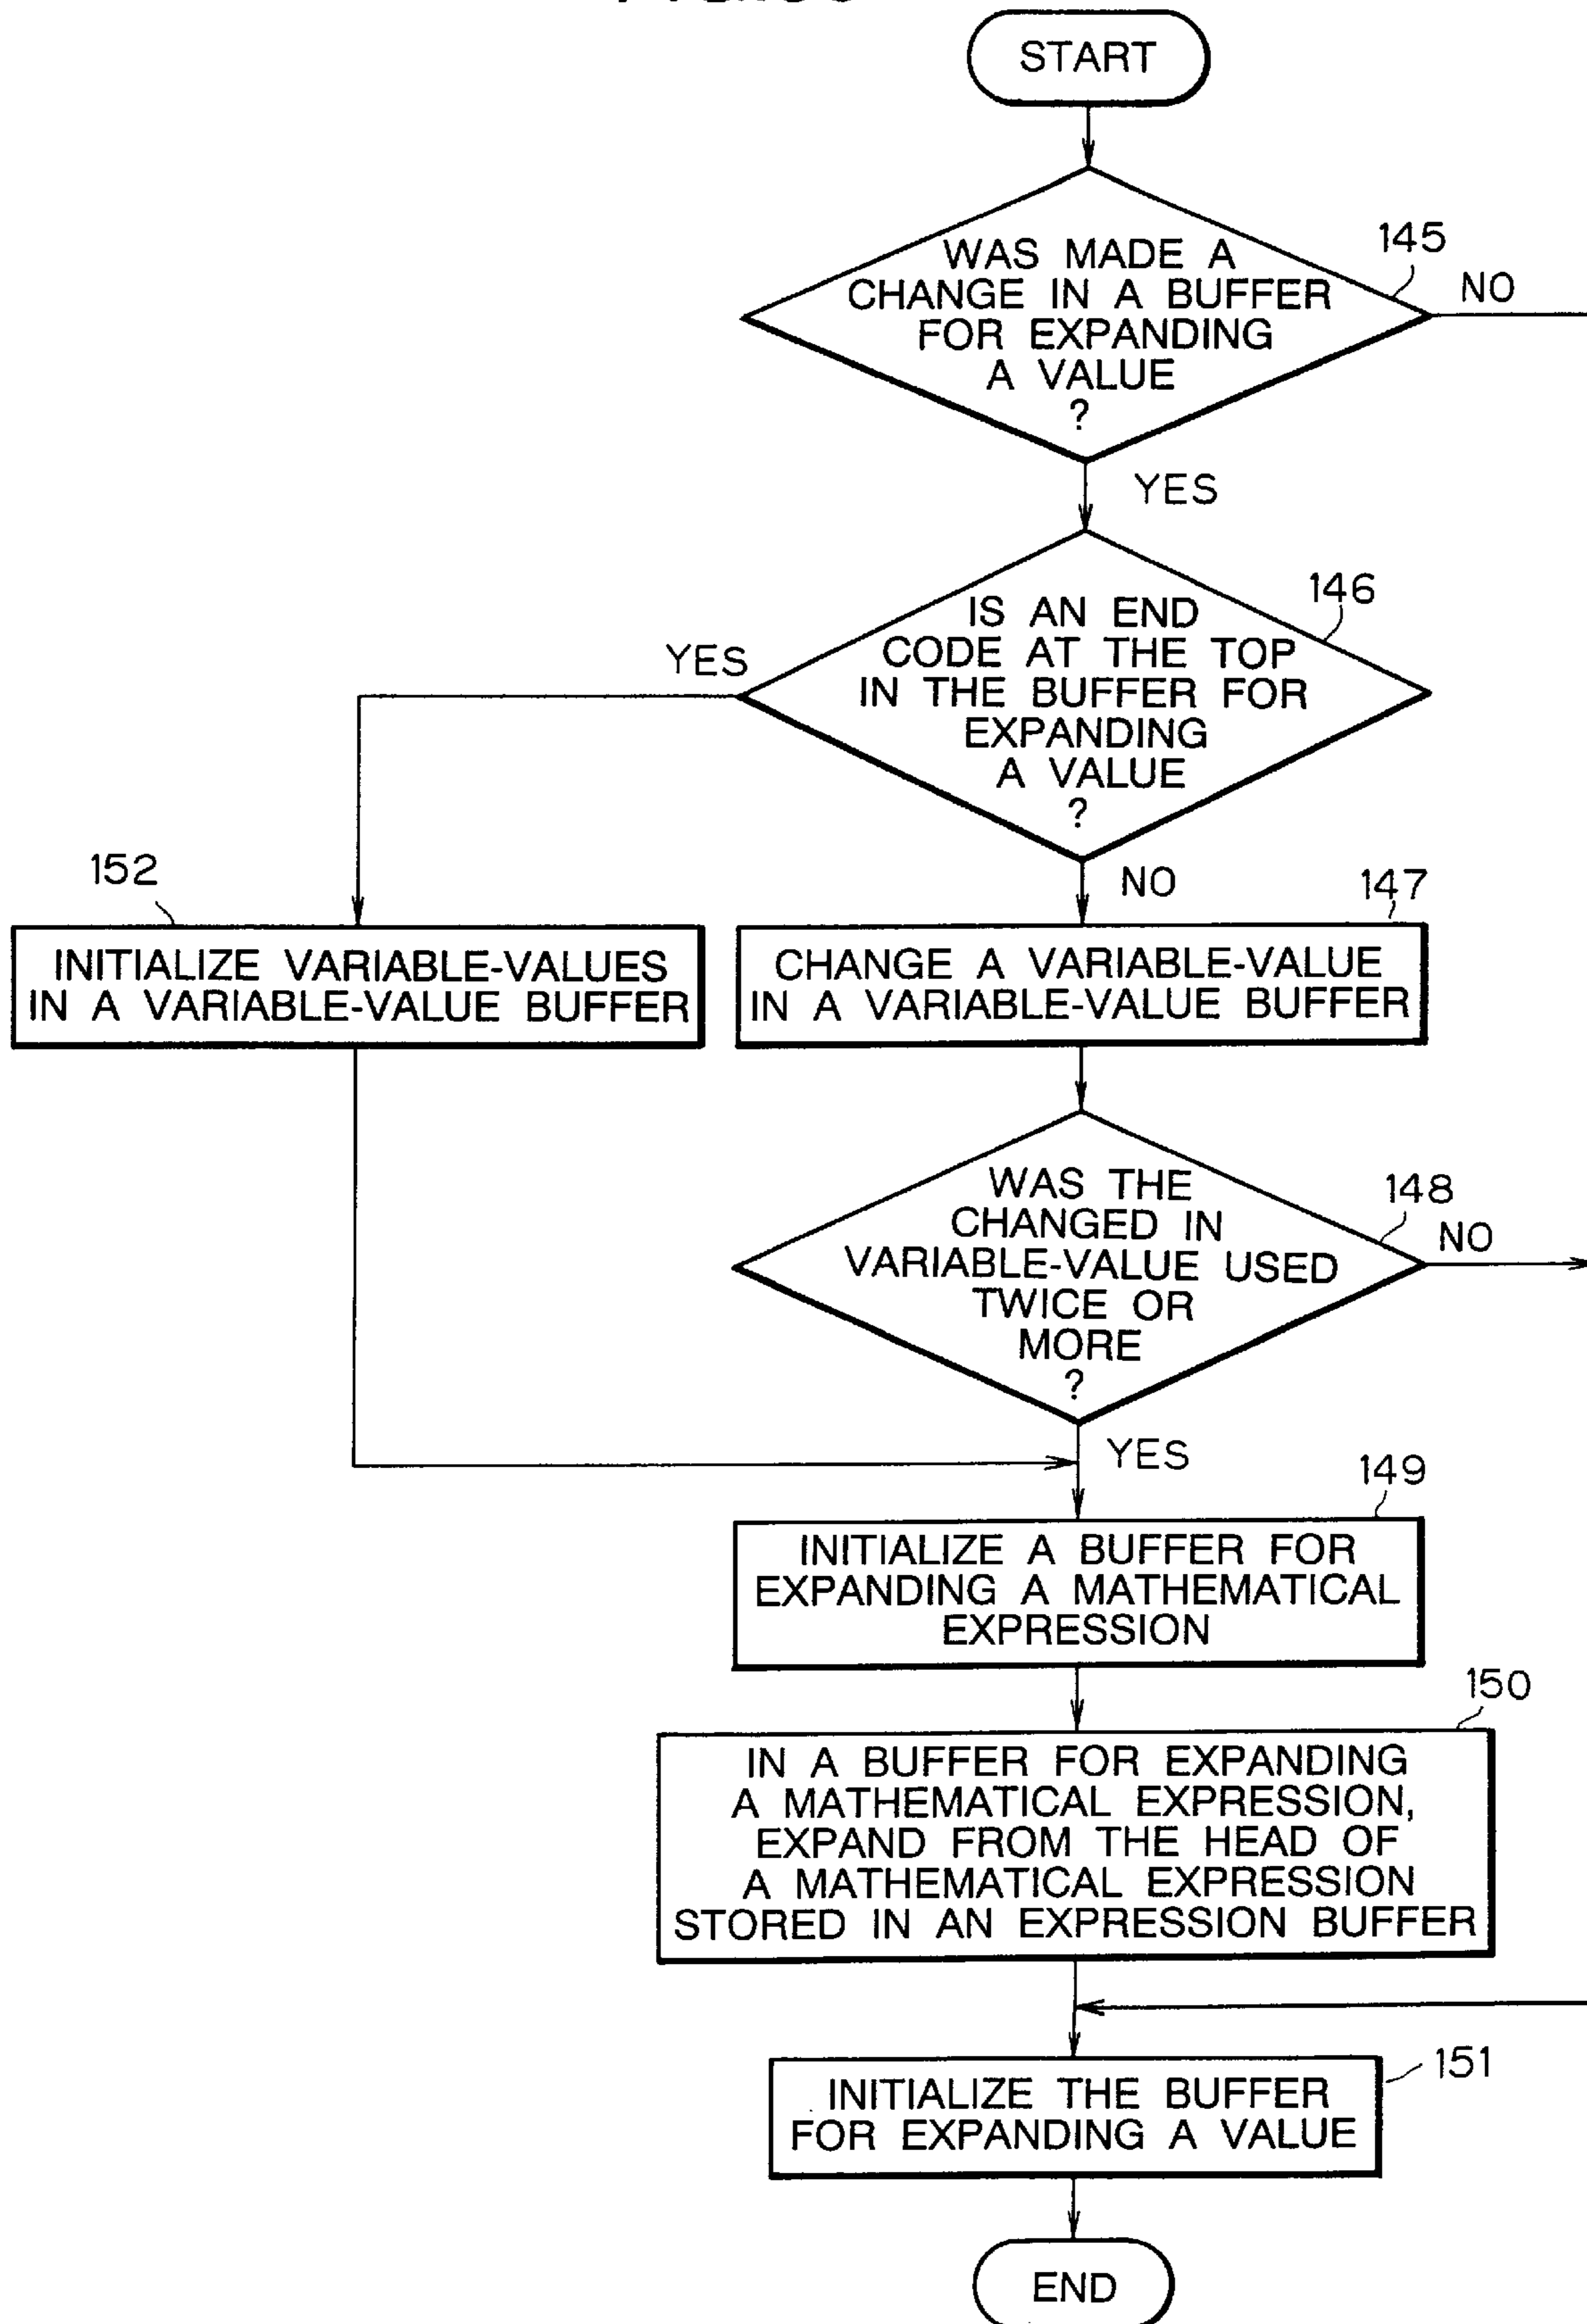 START
145
WAS MADE A
CHANGE IN A BUFFER
FOR EXPANDING
A VALUE
?
NO
YES
146
IS AN END
CODE AT THE TOP
IN THE BUFFER FOR
EXPANDING
A VALUE
?
YES
NO
152
INITIALIZE VARIABLE-VALUES
IN A VARIABLE-VALUE BUFFER
147
CHANGE A VARIABLE-VALUE
IN A VARIABLE-VALUE BUFFER
148
WAS THE
CHANGED IN
VARIABLE-VALUE USED
TWICE OR
MORE
?
NO
YES
149
INITIALIZE A BUFFER FOR
EXPANDING A MATHEMATICAL
EXPRESSION
150
IN A BUFFER FOR EXPANDING
A MATHEMATICAL EXPRESSION,
EXPAND FROM THE HEAD OF
A MATHEMATICAL EXPRESSION
STORED IN AN EXPRESSION BUFFER
151
INITIALIZE THE BUFFER
FOR EXPANDING A VALUE
END